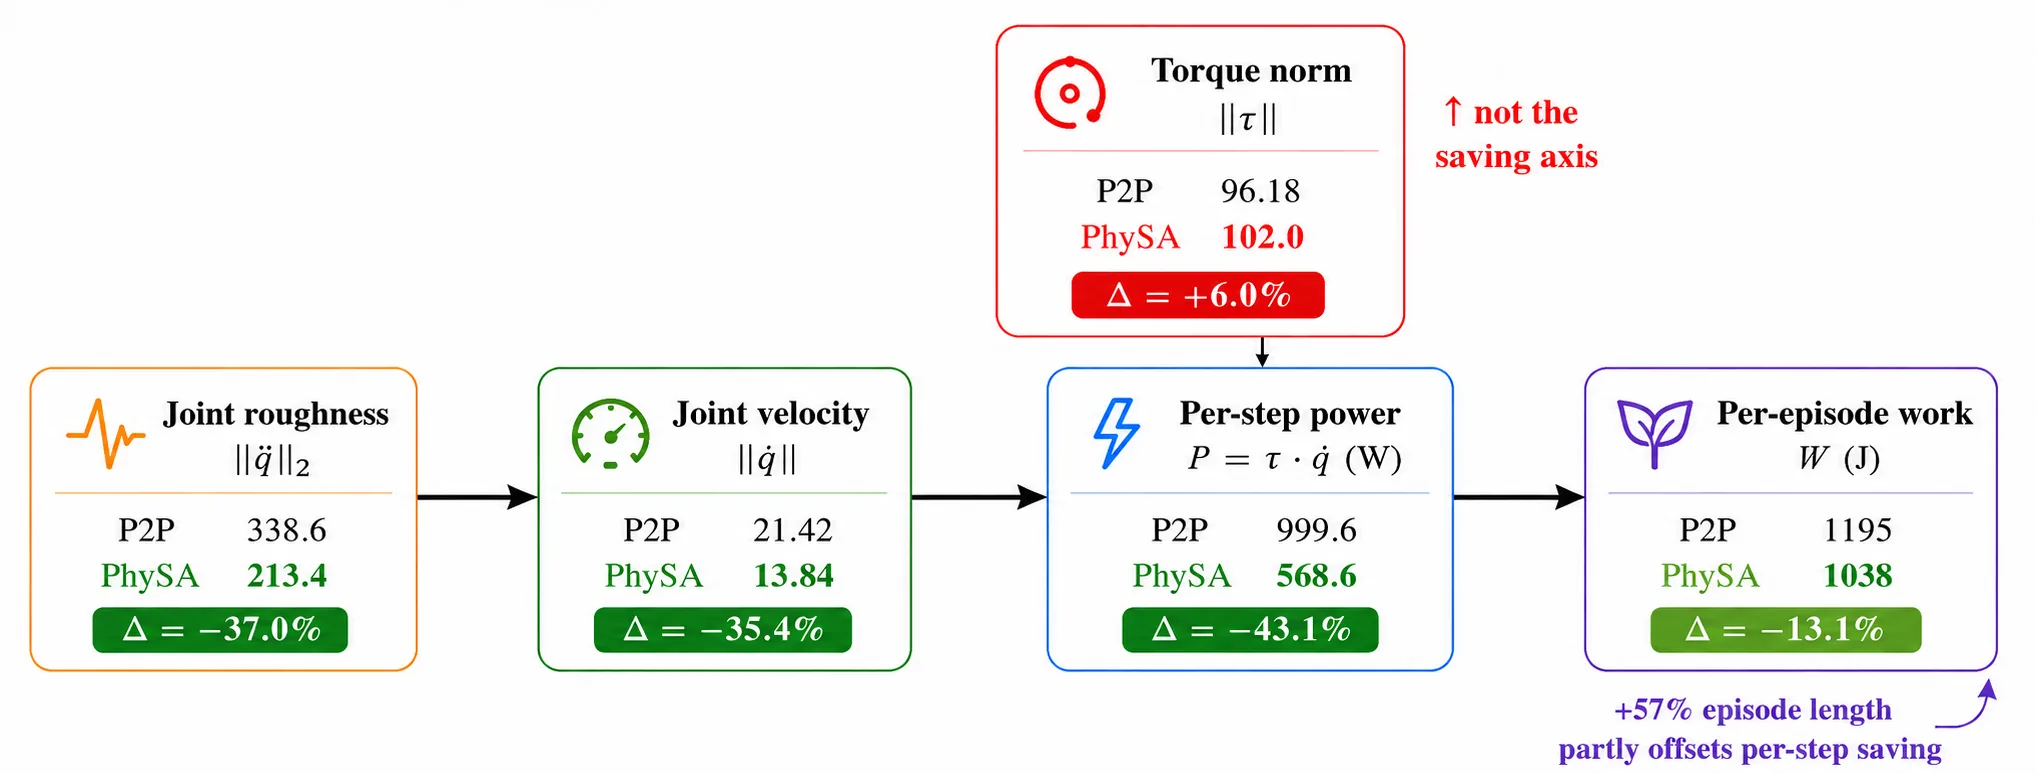 Torque norm
||τ||
P2P 96.18
PhySA 102.0
Δ = +6.0%
↑ not the
saving axis
Joint roughness
||q̈||₂
P2P 338.6
PhySA 213.4
Δ = −37.0%
Joint velocity
||q̇||
P2P 21.42
PhySA 13.84
Δ = −35.4%
Per-step power
P = τ · q̇ (W)
P2P 999.6
PhySA 568.6
Δ = −43.1%
Per-episode work
W (J)
P2P 1195
PhySA 1038
Δ = −13.1%
+57% episode length
partly offsets per-step saving